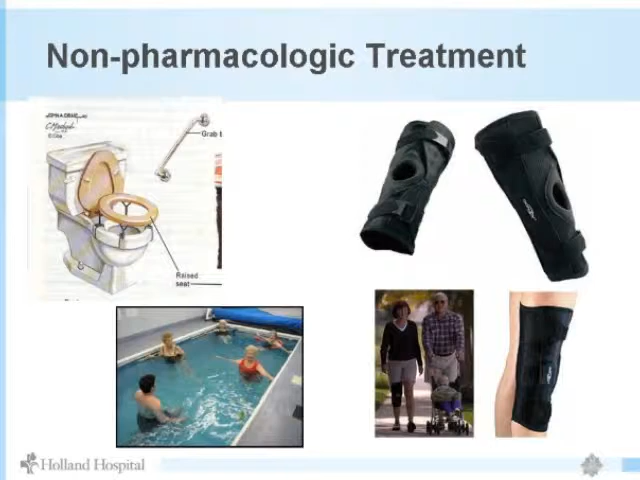 Non-pharmacologic Treatment
Grab
Raised
seat
Holland Hospital